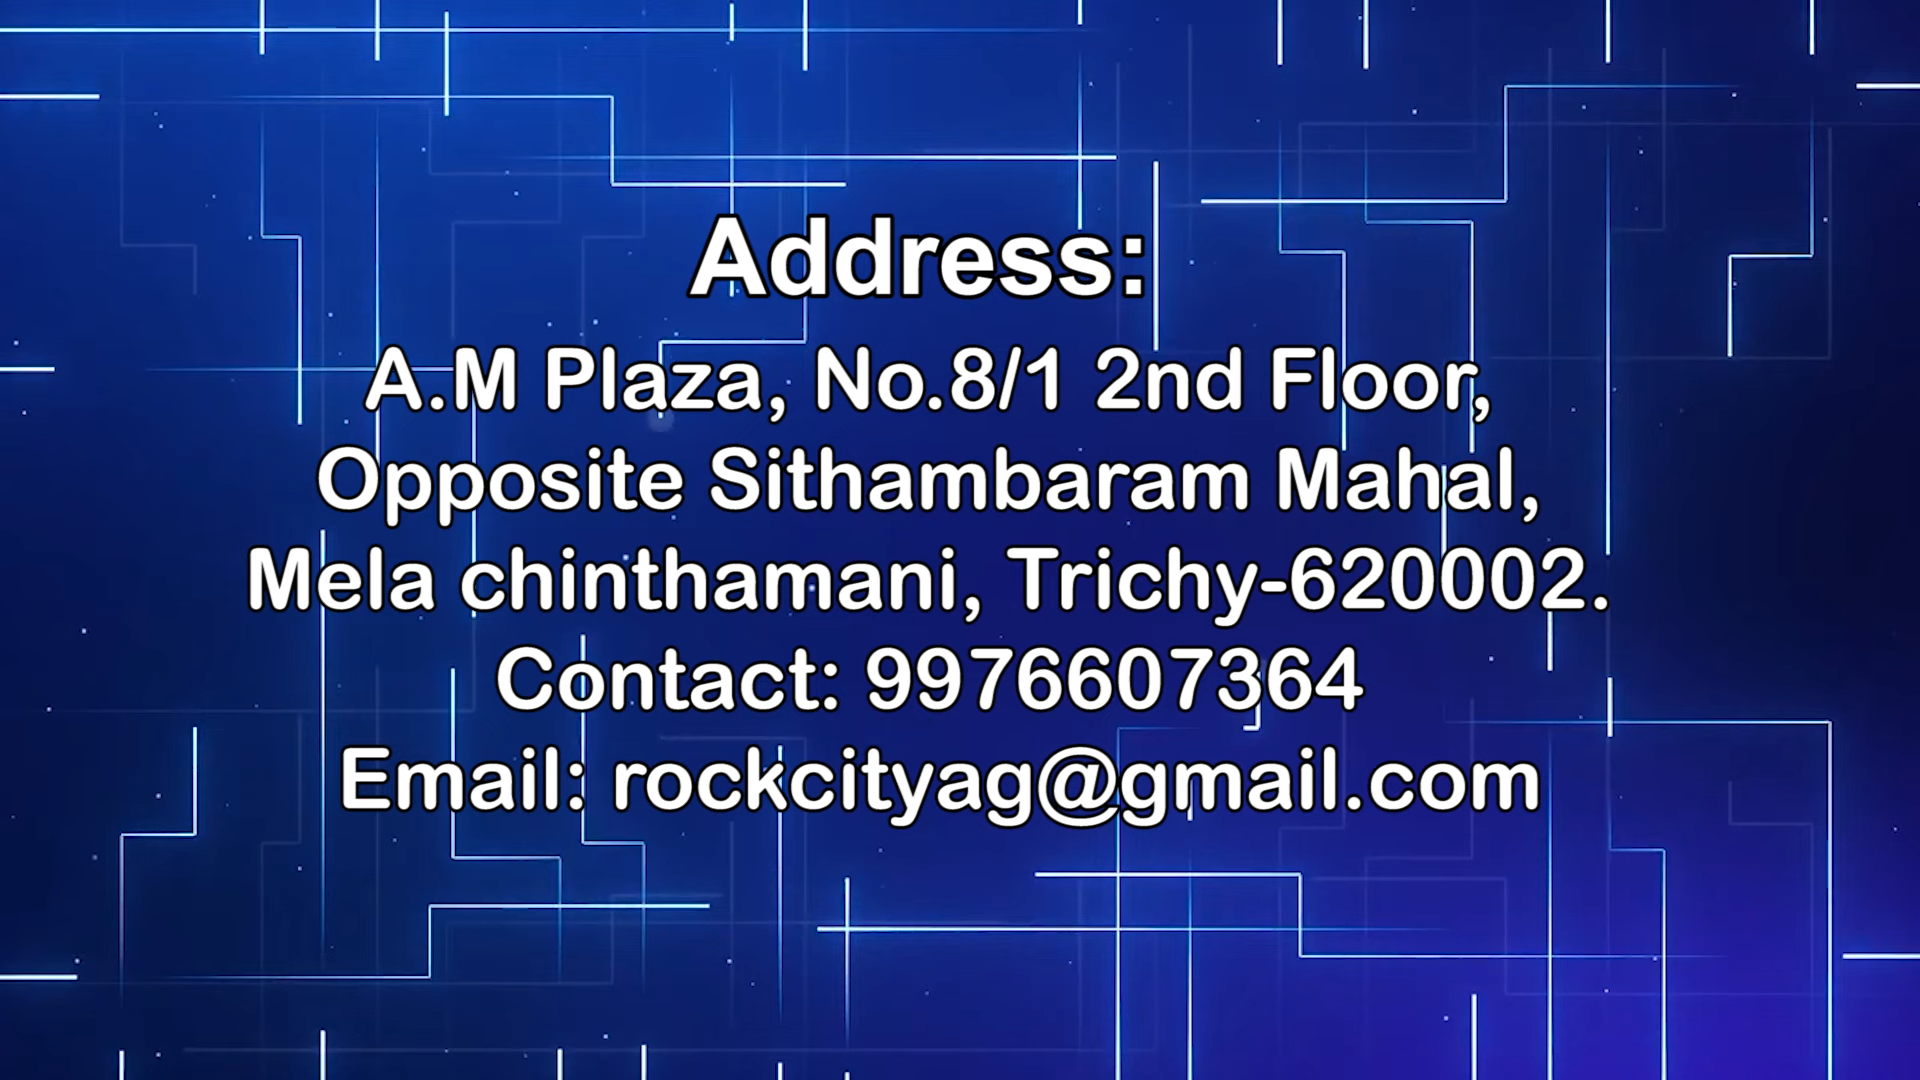 Address:
A.M Plaza, No.8/1 2nd Floor,
Opposite Sithambaram Mahal,
Mela chinthamani, Trichy-620002.
Contact: 9976607364
Email: rockcityag@gmail.com